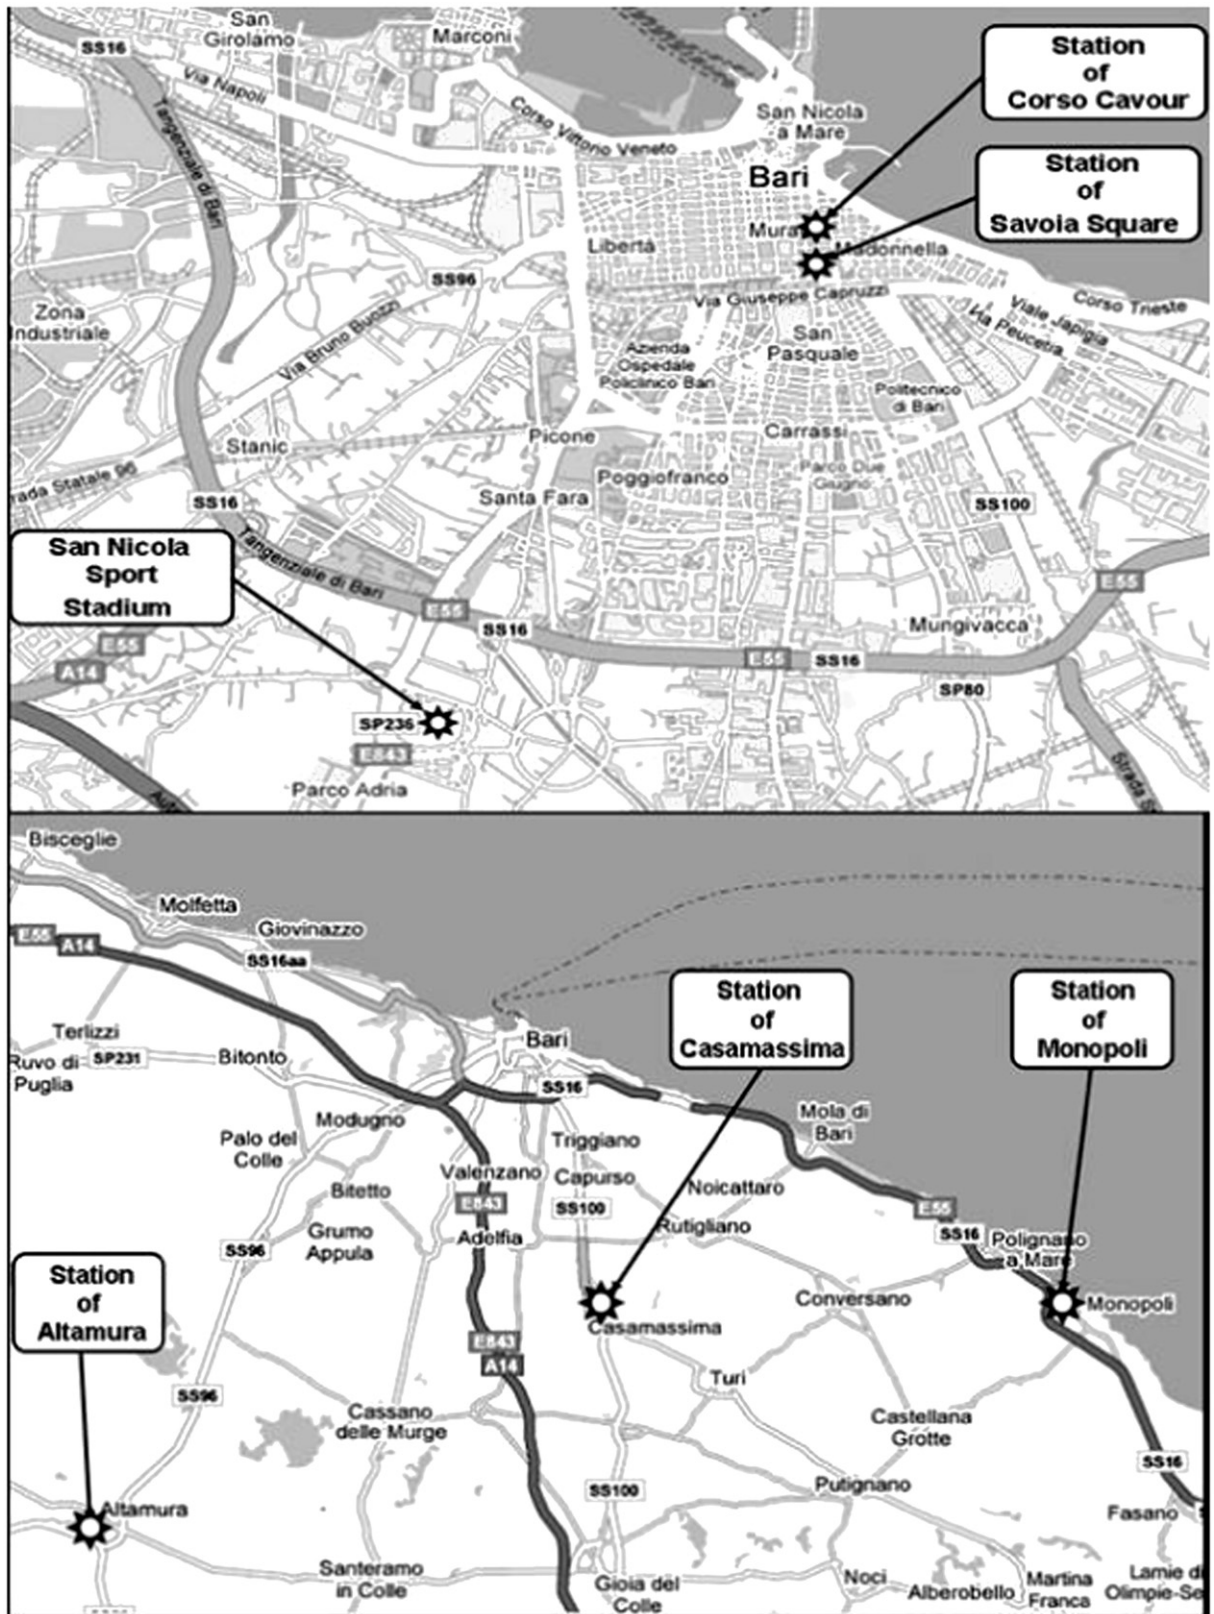 San
Girolamo
Marconi
SS16
Via Napoli
Tangenziale di Bari
Corso Vittorio Veneto
San Nicola
a Mare
Station
of
Corso Cavour
Bari
Station
of
Savoia Square
Murat
Madonnella
Libertà
SS96
Via Giuseppe Capruzzi
Corso Trieste
Viale Japigia
Via Peucetia
Zona
Industriale
Via Bruno Buozzi
San
Pasquale
Azienda
Ospedale
Policlinico Bari
Politecnico
di Bari
Stanic
Picone
Carrassi
Parco Due
Giugno
Poggiofranco
rada Statale 96
Santa Fara
SS16
SS100
San Nicola
Sport
Stadium
Tangenziale di Bari
E55
E55
SS16
Mungivacca
E55
A14
E55
SS16
SP80
SP236
E843
Parco Adria
Strada S
Auto
Bisceglie
Molfetta
Giovinazzo
E55
A14
SS16aa
Station
of
Casamassima
Station
of
Monopoli
Terlizzi
Ruvo di
Puglia
SP231
Bitonto
Bari
SS16
Modugno
Mola di
Bari
Palo del
Colle
Triggiano
Valenzano
Capurso
Bitetto
Noicattaro
E843
SS100
E55
Rutigliano
Grumo
Appula
SS96
Adelfia
SS16
Polignano
a Mare
Station
of
Altamura
Conversano
Monopoli
Casamassima
E843
A14
Turi
SS96
Cassano
delle Murge
Castellana
Grotte
SS16
SS100
Putignano
Altamura
Fasano
Santeramo
in Colle
Gioia del
Colle
Noci
Alberobello
Martina
Franca
Lamie di
Olimpie-Se